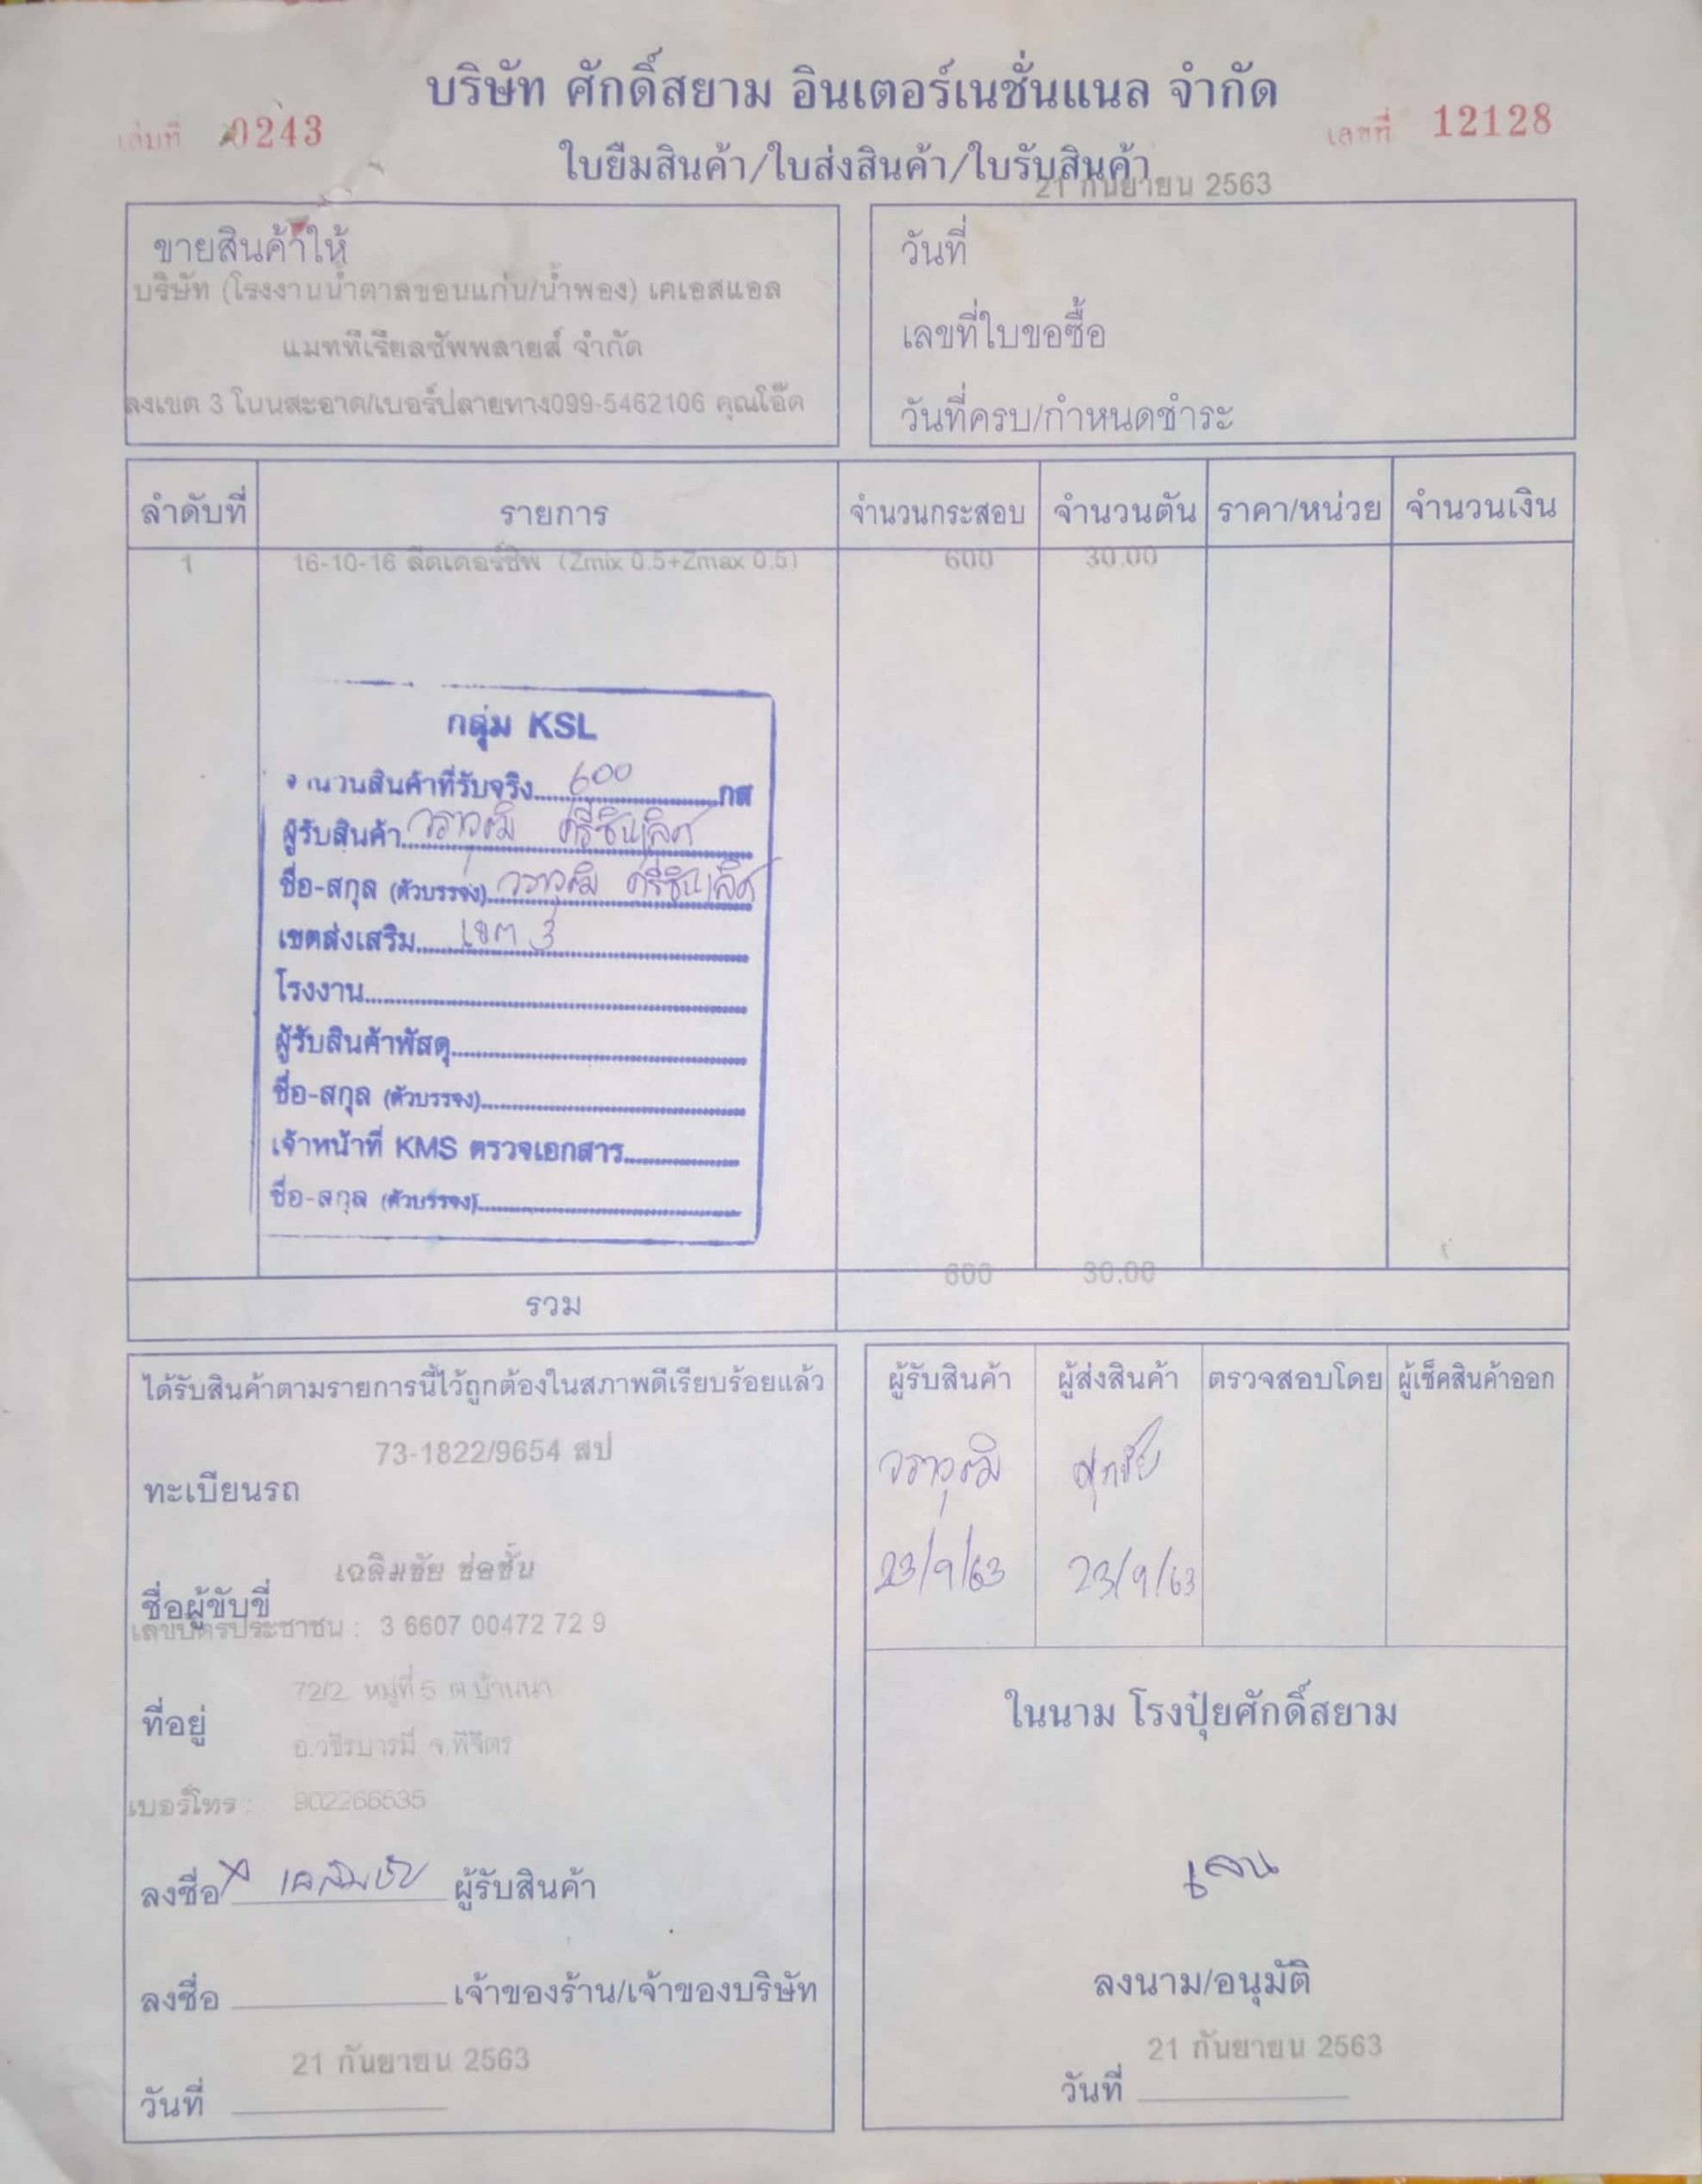 บริษัท ศักดิ์สยาม อินเตอร์เนชั่นแนล จำกัด
เล่มที่ 0243
เลขที่ 12128
ใบยืมสินค้า/ใบส่งสินค้า/ใบรับสินค้า
21 กันยายน 2563
ขายสินค้าให้
บริษัท (โรงงานน้ำตาลขอนแก่น/น้ำพอง) เคเอสแอล
แมททีเรียลซัพพลายส์ จำกัด
ลงเขต 3 โนนสะอาด/เบอร์ปลายทาง099-5462106 คุณโอ๊ต
วันที่
เลขที่ใบขอซื้อ
วันที่ครบ/กำหนดชำระ
ลำดับที่ รายการ จำนวนกระสอบ จำนวนตัน ราคา/หน่วย จำนวนเงิน
1 16-10-16 ลีดเดอร์ชิพ (Zmix 0.5+Zmax 0.5) 600 30.00
กลุ่ม KSL
จำนวนสินค้าที่รับจริง 600 กส
ผู้รับสินค้า วราวุฒิ ศรีชินเลิศ
ชื่อ-สกุล (ตัวบรรจง) วราวุฒิ ศรีชินเลิศ
เขตส่งเสริม เขต 3
โรงงาน
ผู้รับสินค้าพัสดุ
ชื่อ-สกุล (ตัวบรรจง)
เจ้าหน้าที่ KMS ตรวจเอกสาร
ชื่อ-สกุล (ตัวบรรจง)
รวม 600 30.00
ได้รับสินค้าตามรายการนี้ไว้ถูกต้องในสภาพดีเรียบร้อยแล้ว
73-1822/9654 สป
ทะเบียนรถ
เฉลิมชัย ช่อชั้น
ชื่อผู้ขับขี่
เลขบัตรประชาชน : 3 6607 00472 72 9
72/2 หมู่ที่ 5 ต.บ้านนา
ที่อยู่
อ.วชิรบารมี จ.พิจิตร
เบอร์โทร : 902266535
ลงชื่อ เฉลิมชัย ผู้รับสินค้า
ลงชื่อ เจ้าของร้าน/เจ้าของบริษัท
21 กันยายน 2563
วันที่
ผู้รับสินค้า ผู้ส่งสินค้า ตรวจสอบโดย ผู้เช็คสินค้าออก
วราวุฒิ
23/9/63 23/9/63
ในนาม โรงปุ๋ยศักดิ์สยาม
ลงนาม/อนุมัติ
21 กันยายน 2563
วันที่